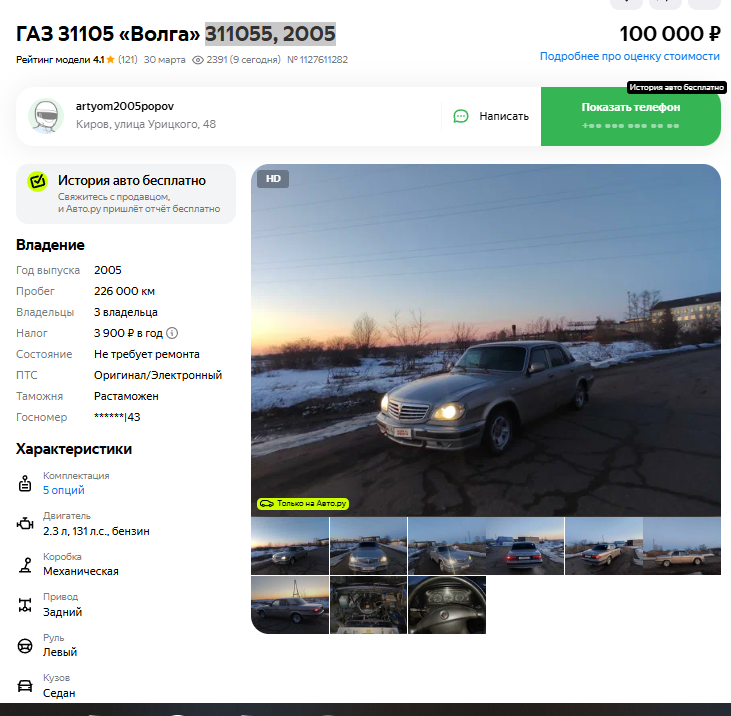 ГАЗ 31105 «Волга» 311055, 2005
100 000 ₽
Рейтинг модели 4.1 ★ (121) 30 марта 2391 (9 сегодня) № 1127611282
Подробнее про оценку стоимости
История авто бесплатно
artyom2005popov
Киров, улица Урицкого, 48
Написать
Показать телефон
История авто бесплатно
Свяжитесь с продавцом,
и Авто.ру пришлёт отчёт бесплатно
HD
Владение
Год выпуска 2005
Пробег 226 000 км
Владельцы 3 владельца
Налог 3 900 ₽ в год
Состояние Не требует ремонта
ПТС Оригинал/Электронный
Таможня Растаможен
Госномер ******|43
Характеристики
Комплектация
5 опций
Двигатель
2.3 л, 131 л.с., бензин
Коробка
Механическая
Привод
Задний
Руль
Левый
Кузов
Седан
Только на Авто.ру